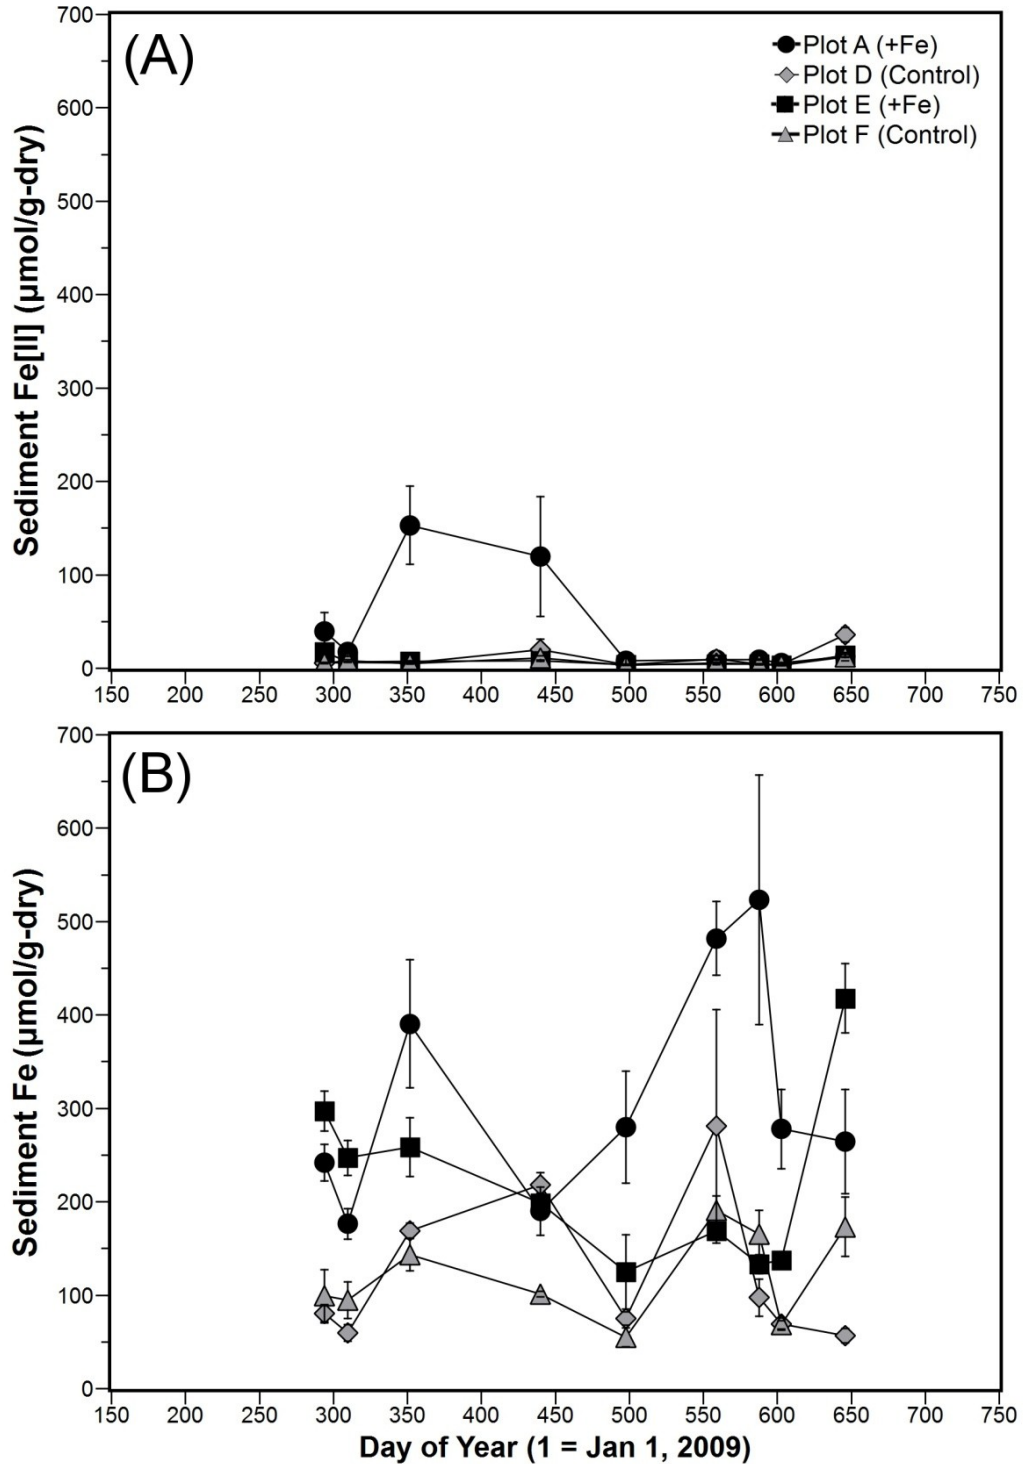 (A)
Plot A (+Fe)
Plot D (Control)
Plot E (+Fe)
Plot F (Control)
Sediment Fe[II] (μmol/g-dry)
700
600
500
400
300
200
100
0
150 200 250 300 350 400 450 500 550 600 650 700 750
(B)
Sediment Fe (μmol/g-dry)
700
600
500
400
300
200
100
0
150 200 250 300 350 400 450 500 550 600 650 700 750
Day of Year (1 = Jan 1, 2009)